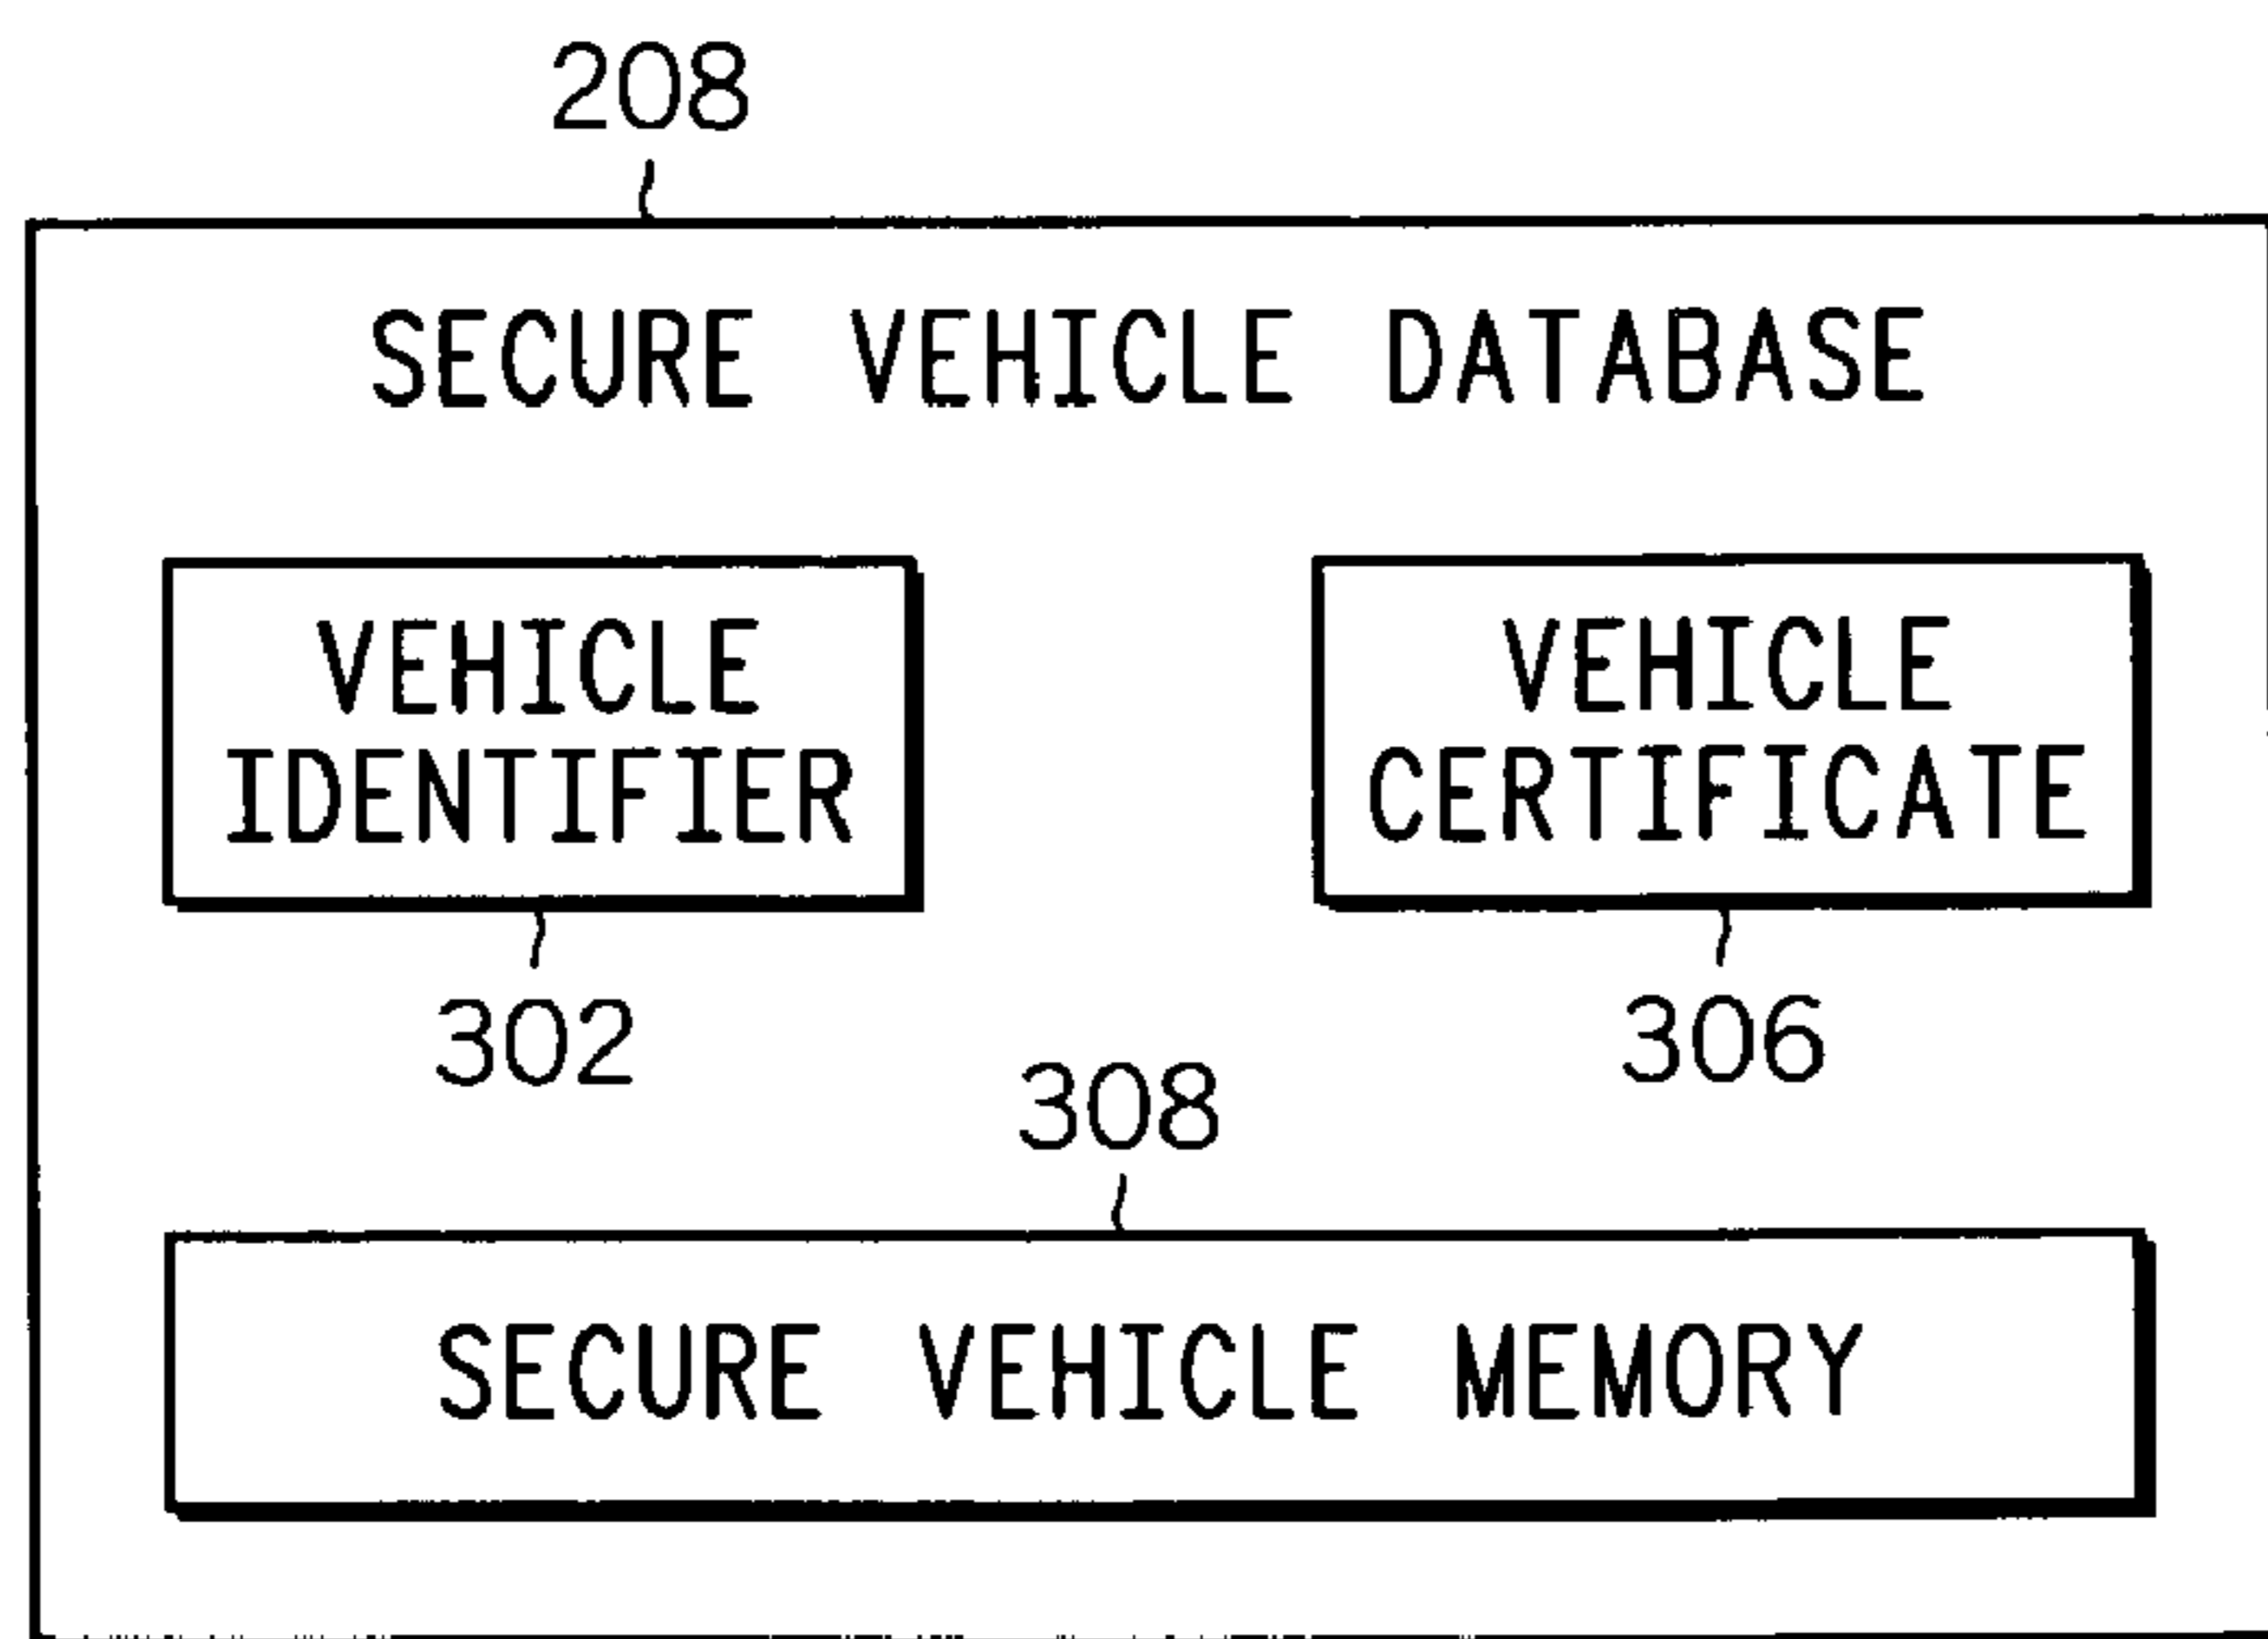 208
SECURE VEHICLE DATABASE
VEHICLE
IDENTIFIER
302
VEHICLE
CERTIFICATE
306
308
SECURE VEHICLE MEMORY